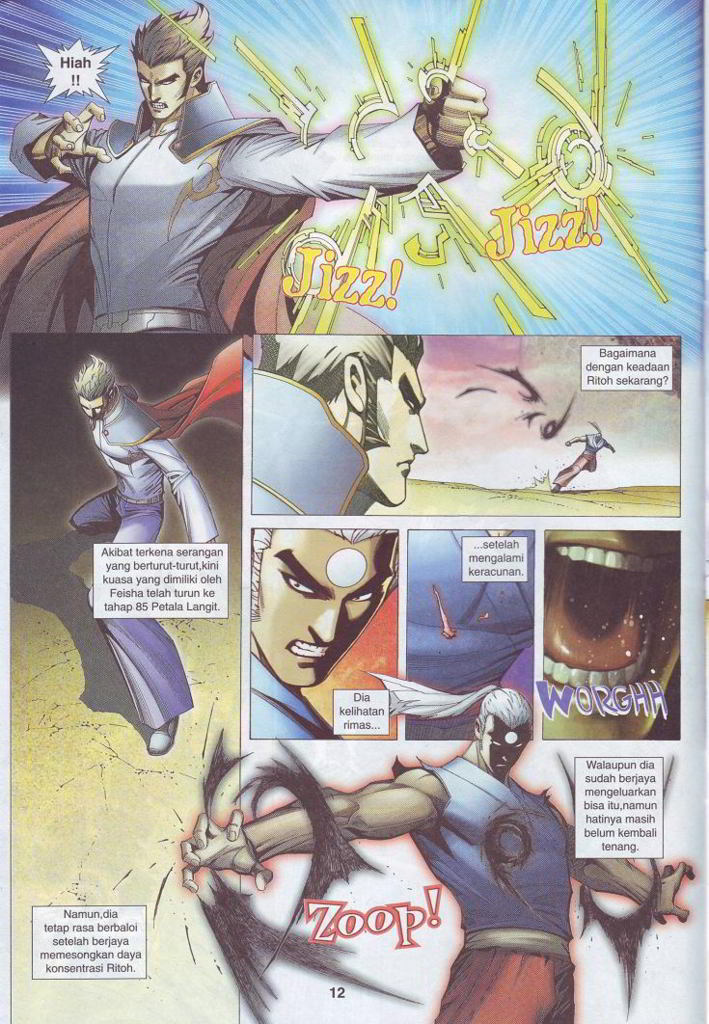 Hiah
!!
Jizz!
Jizz!
Akibat terkena serangan
yang berturut-turut,kini
kuasa yang dimiliki oleh
Feisha telah turun ke
tahap 85 Petala Langit.
Namun,dia
tetap rasa berbaloi
setelah berjaya
memesongkan daya
konsentrasi Ritoh.
Bagaimana
dengan keadaan
Ritoh sekarang?
Dia
kelihatan
rimas...
...setelah
mengalami
keracunan.
WORGHH
Walaupun dia
sudah berjaya
mengeluarkan
bisa itu,namun
hatinya masih
belum kembali
tenang.
Zoop!
12